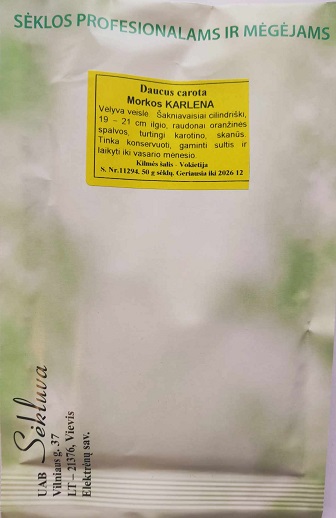 SĖKLOS PROFESIONALAMS IR MĖGĖJAMS
Daucus carota
Morkos KARLENA
Vėlyva veislė. Šakniavaisiai cilindriški,
19 – 21 cm ilgio, raudonai oranžinės
spalvos, turtingi karotino, skanūs.
Tinka konservuoti, gaminti sultis ir
laikyti iki vasario mėnesio.
Kilmės šalis - Vokietija
S. Nr.11294. 50 g sėklų. Geriausia iki 2026 12
UAB Sėkluva
Vilniaus g. 37
LT – 21376, Vievis
Elektrėnų sav.